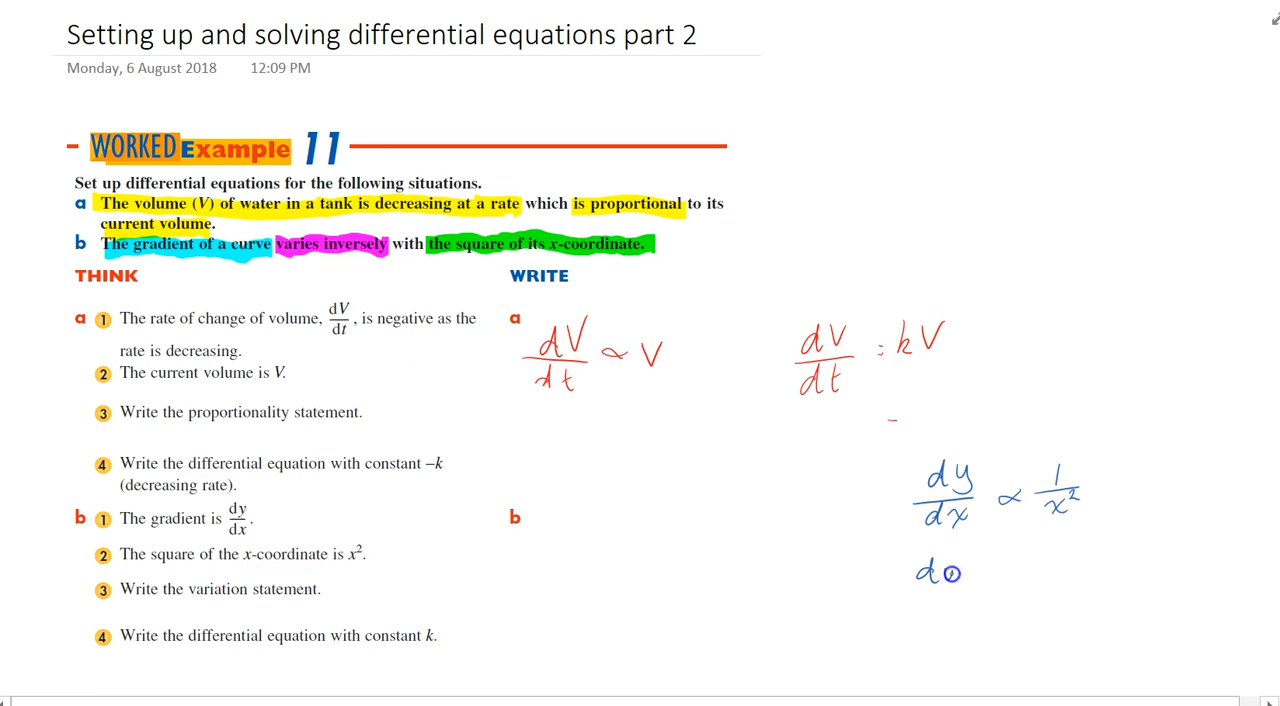 Setting up and solving differential equations part 2
Monday, 6 August 2018 12:09 PM
WORKED Example 11
Set up differential equations for the following situations.
a The volume (V) of water in a tank is decreasing at a rate which is proportional to its
current volume.
b The gradient of a curve varies inversely with the square of its x-coordinate.
THINK WRITE
a 1 The rate of change of volume, dV/dt, is negative as the
rate is decreasing.
2 The current volume is V.
3 Write the proportionality statement.
4 Write the differential equation with constant –k
(decreasing rate).
b 1 The gradient is dy/dx.
2 The square of the x-coordinate is x².
3 Write the variation statement.
4 Write the differential equation with constant k.
a dV/dt ∝ V dV/dt = kV
-
b dy/dx ∝ 1/x²
d